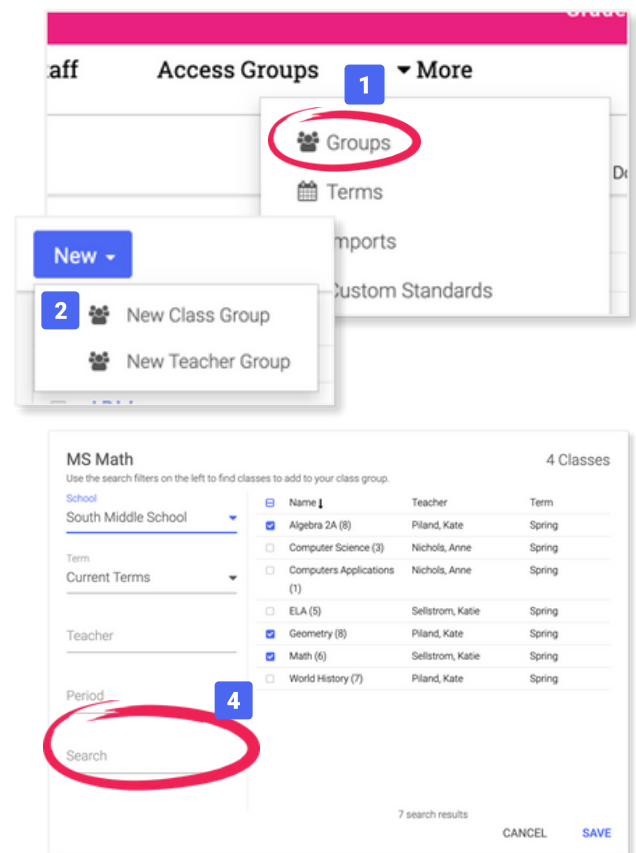 Access Groups
1
More
Groups
Terms
New
2
New Class Group
New Teacher Group
Custom Standards
MS Math
4 Classes
Use the search filters on the left to find classes to add to your class group.
School
South Middle School
Term
Current Terms
Teacher
Period
4
Search
Name Teacher Term
Algebra 2A (8) Piland, Kate Spring
Computer Science (3) Nichols, Anne Spring
Computers Applications Nichols, Anne Spring
(1)
ELA (5) Sellstrom, Katie Spring
Geometry (8) Piland, Kate Spring
Math (6) Sellstrom, Katie Spring
World History (7) Piland, Kate Spring
7 search results
CANCEL SAVE